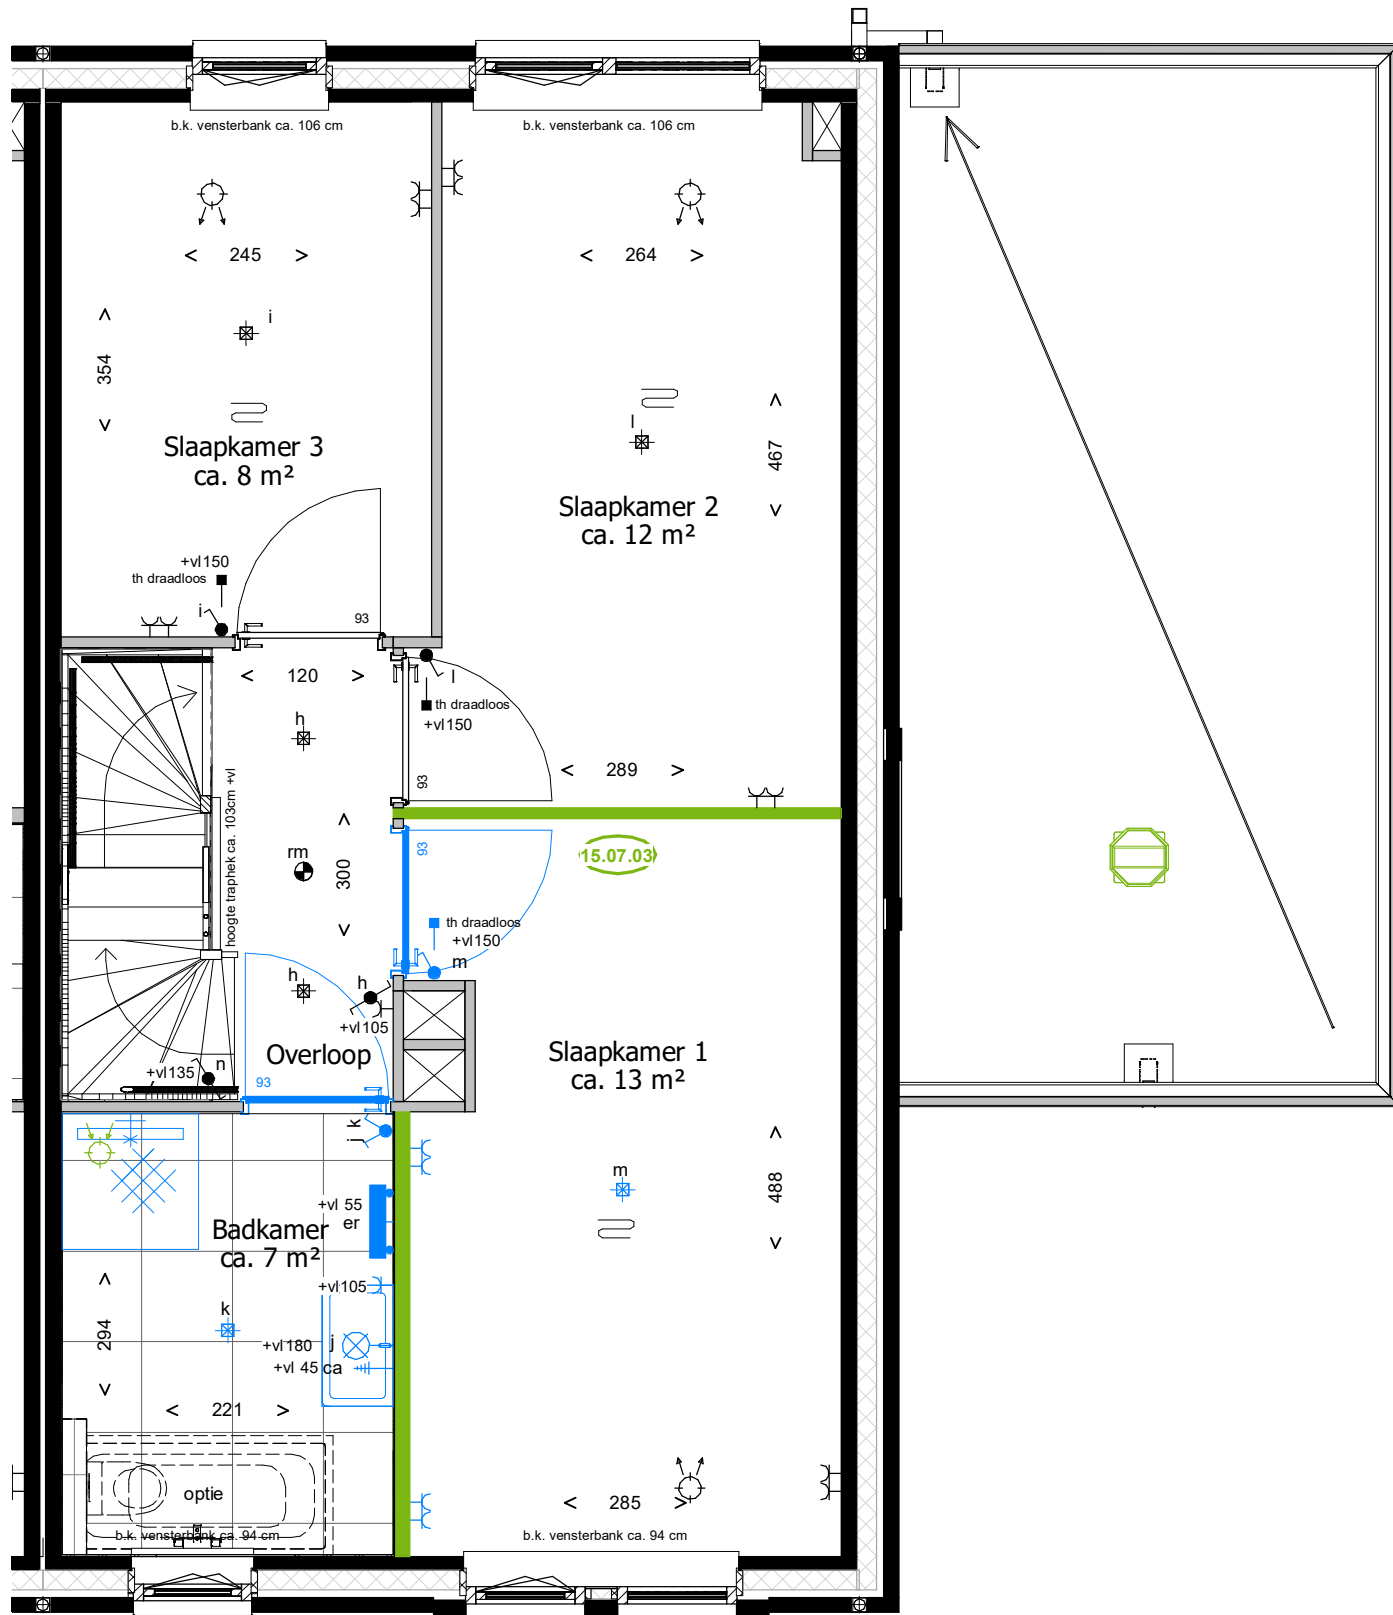 b.k. vensterbank ca. 106 cm
b.k. vensterbank ca. 106 cm
< 245 >
< 264 >
i
< 354 >
l
< 467 >
Slaapkamer 3
ca. 8 m²
Slaapkamer 2
ca. 12 m²
+vl150
th draadloos
i
93
< 120 >
l
th draadloos
+vl150
h
93
< 289 >
hoogte traphek ca. 103cm +vl
rm
< 300 >
93
15.07.03
th draadloos
+vl150
m
h
h
+vl105
Overloop
Slaapkamer 1
ca. 13 m²
+vl135
n
93
j k
m
< 488 >
+vl 55
er
Badkamer
ca. 7 m²
+vl105
< 294 >
k
+vl180
j
+vl 45 ca
< 221 >
optie
< 285 >
b.k. vensterbank ca. 94 cm
b.k. vensterbank ca. 94 cm